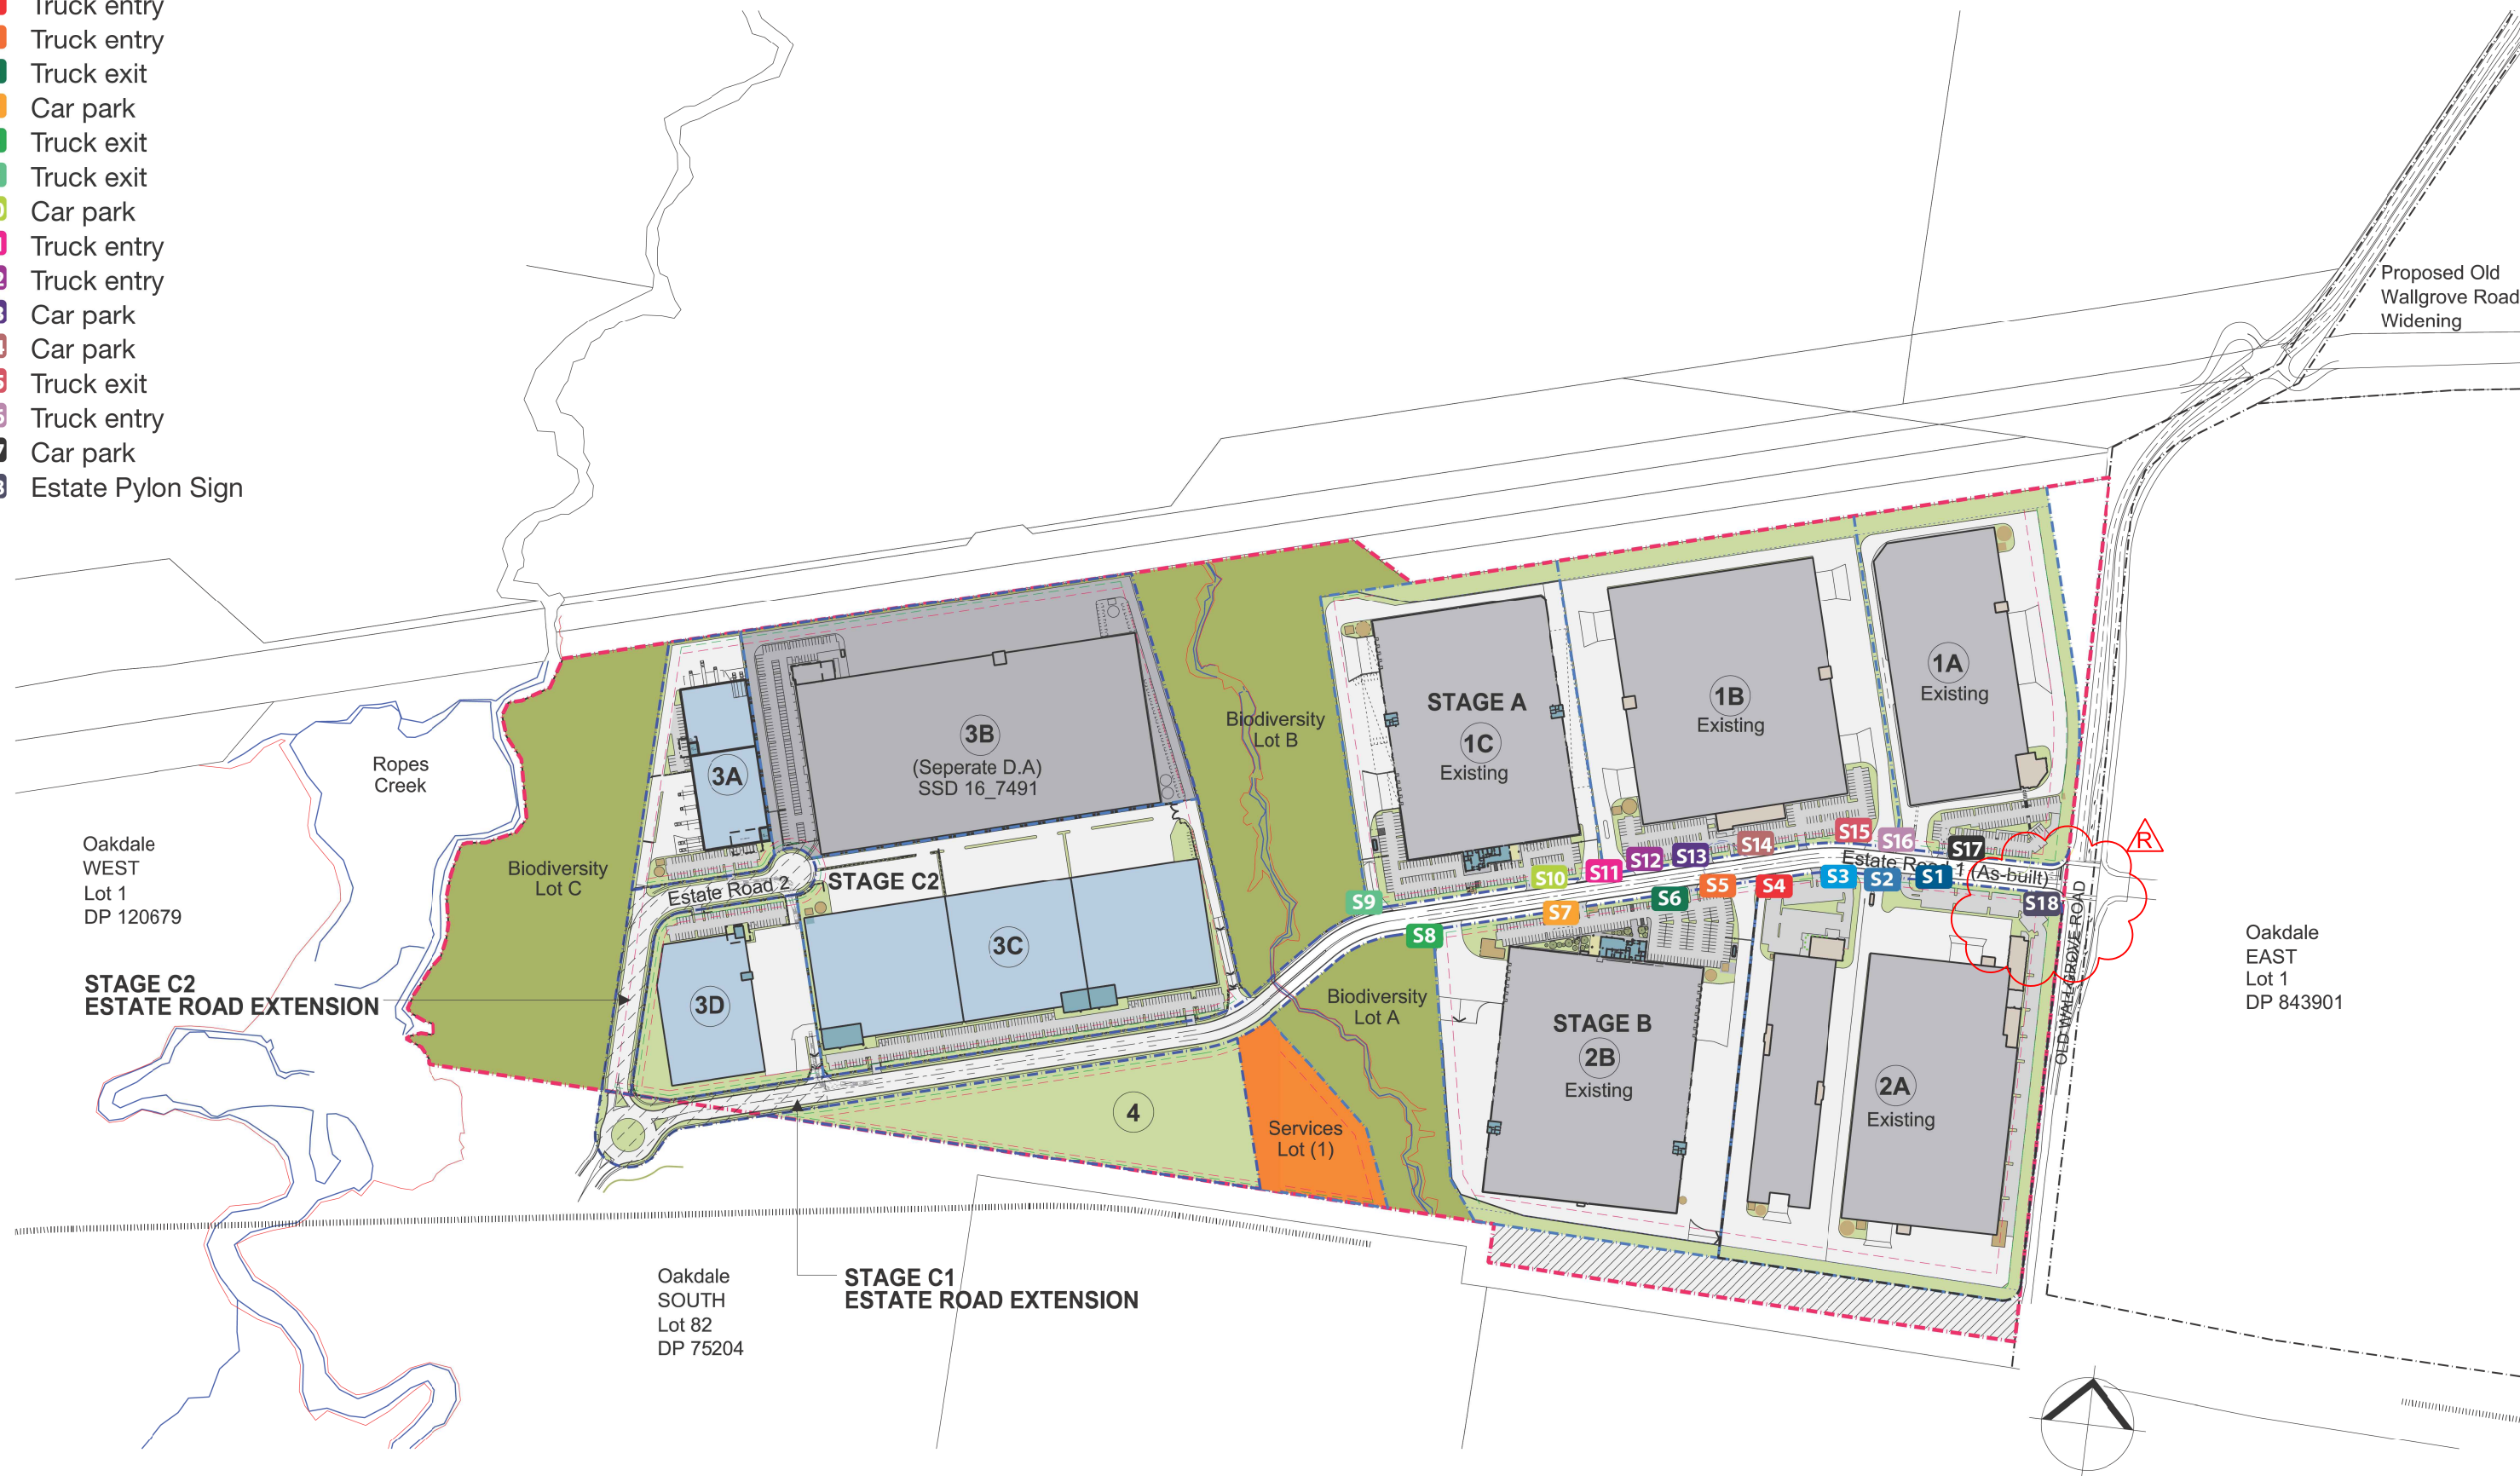 Truck entry
Truck entry
Truck exit
Car park
Truck exit
Truck exit
Car park
Truck entry
Truck entry
Car park
Car park
Truck exit
Truck entry
Car park
Estate Pylon Sign
Proposed Old
Wallgrove Road
Widening
1A
Existing
1B
Existing
STAGE A
1C
Existing
Biodiversity
Lot B
3B
(Seperate D.A)
SSD 16_7491
3A
Ropes
Creek
Oakdale
WEST
Lot 1
DP 120679
Biodiversity
Lot C
Estate Road 2
STAGE C2
3C
3D
STAGE C2
ESTATE ROAD EXTENSION
S9
S8
S10
S7
S11
S12
S13
S6
S5
S14
S4
S15
S16
S17
Estate Road 1 (As-built)
S3
S2
S1
S18
R
OLD WALLGROVE ROAD
Oakdale
EAST
Lot 1
DP 843901
Biodiversity
Lot A
STAGE B
2B
Existing
2A
Existing
4
Services
Lot (1)
Oakdale
SOUTH
Lot 82
DP 75204
STAGE C1
ESTATE ROAD EXTENSION